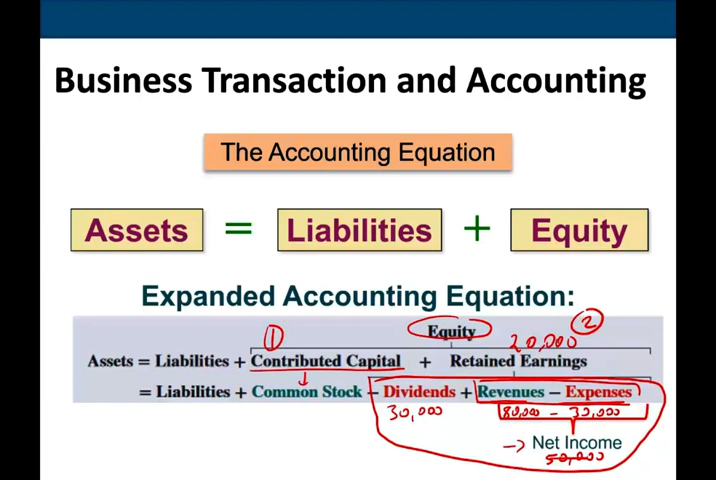 Business Transaction and Accounting
The Accounting Equation
Assets = Liabilities + Equity
Expanded Accounting Equation:
① Equity 20,000 ②
Assets = Liabilities + Contributed Capital + Retained Earnings
= Liabilities + Common Stock − Dividends + Revenues − Expenses
30,000 80,000 - 30,000
→ Net Income
50,000